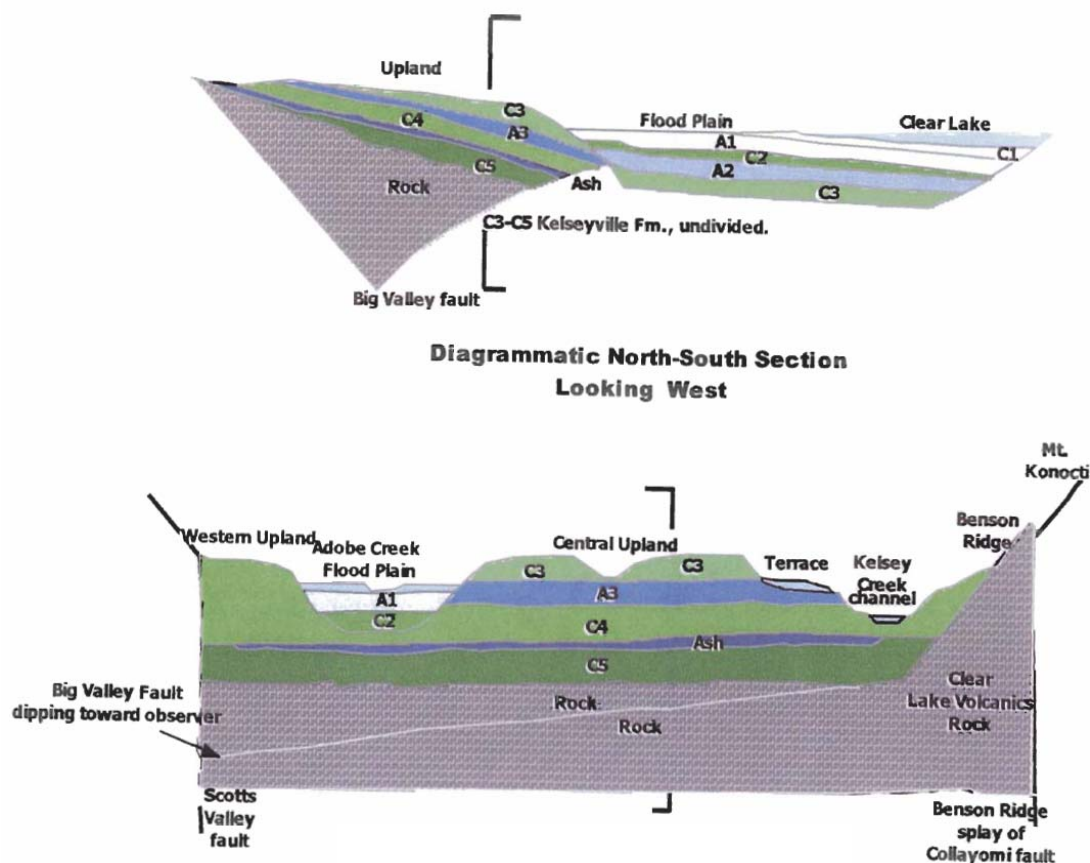 Upland
C3
Flood Plain
Clear Lake
C4
A3
A1
C2
C1
A2
C5
Rock
Ash
C3
C3-C5 Kelseyville Fm., undivided.
Big Valley fault
Diagrammatic North-South Section
Looking West
Mt.
Konocti
Western Upland
Adobe Creek
Flood Plain
Central Upland
Benson
Ridge
Terrace
Kelsey
Creek
channel
C3
C3
A1
A3
C2
C4
Ash
C5
Big Valley Fault
dipping toward observer
Rock
Rock
Clear
Lake Volcanics
Rock
Scotts
Valley
fault
Benson Ridge
splay of
Collayomi fault